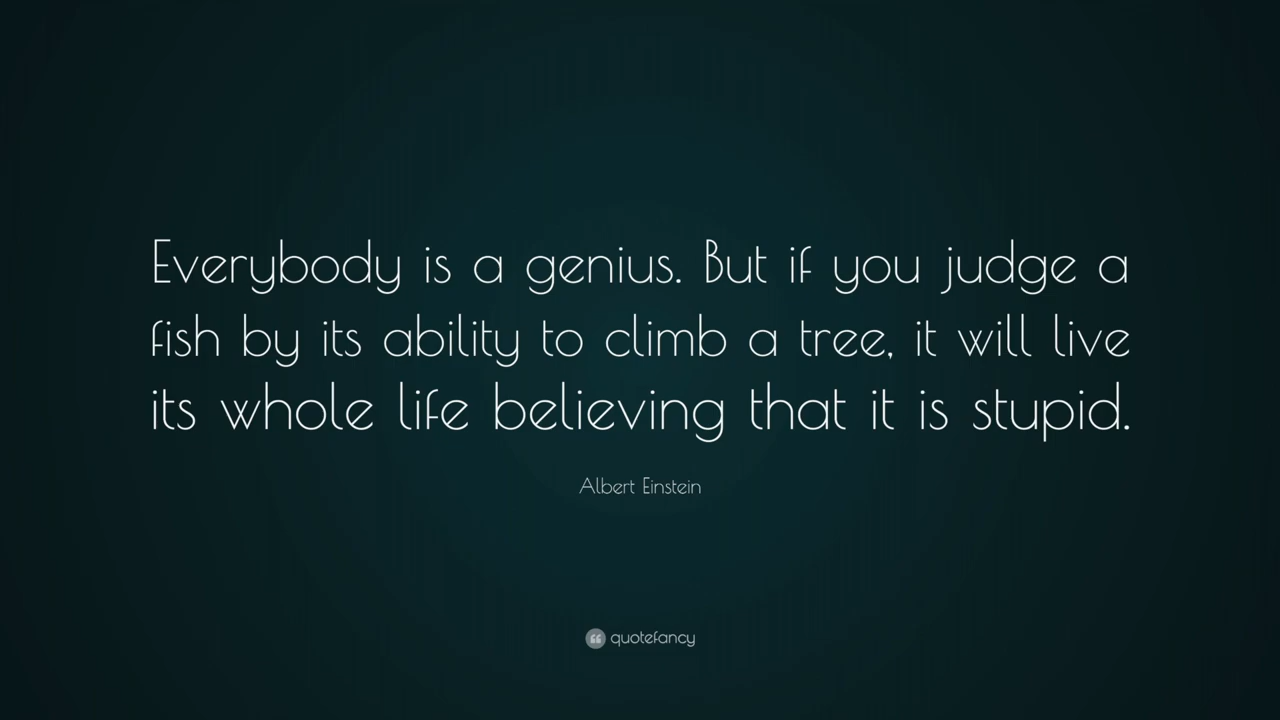 Everybody is a genius. But if you judge a
fish by its ability to climb a tree, it will live
its whole life believing that it is stupid.
Albert Einstein
quotefancy